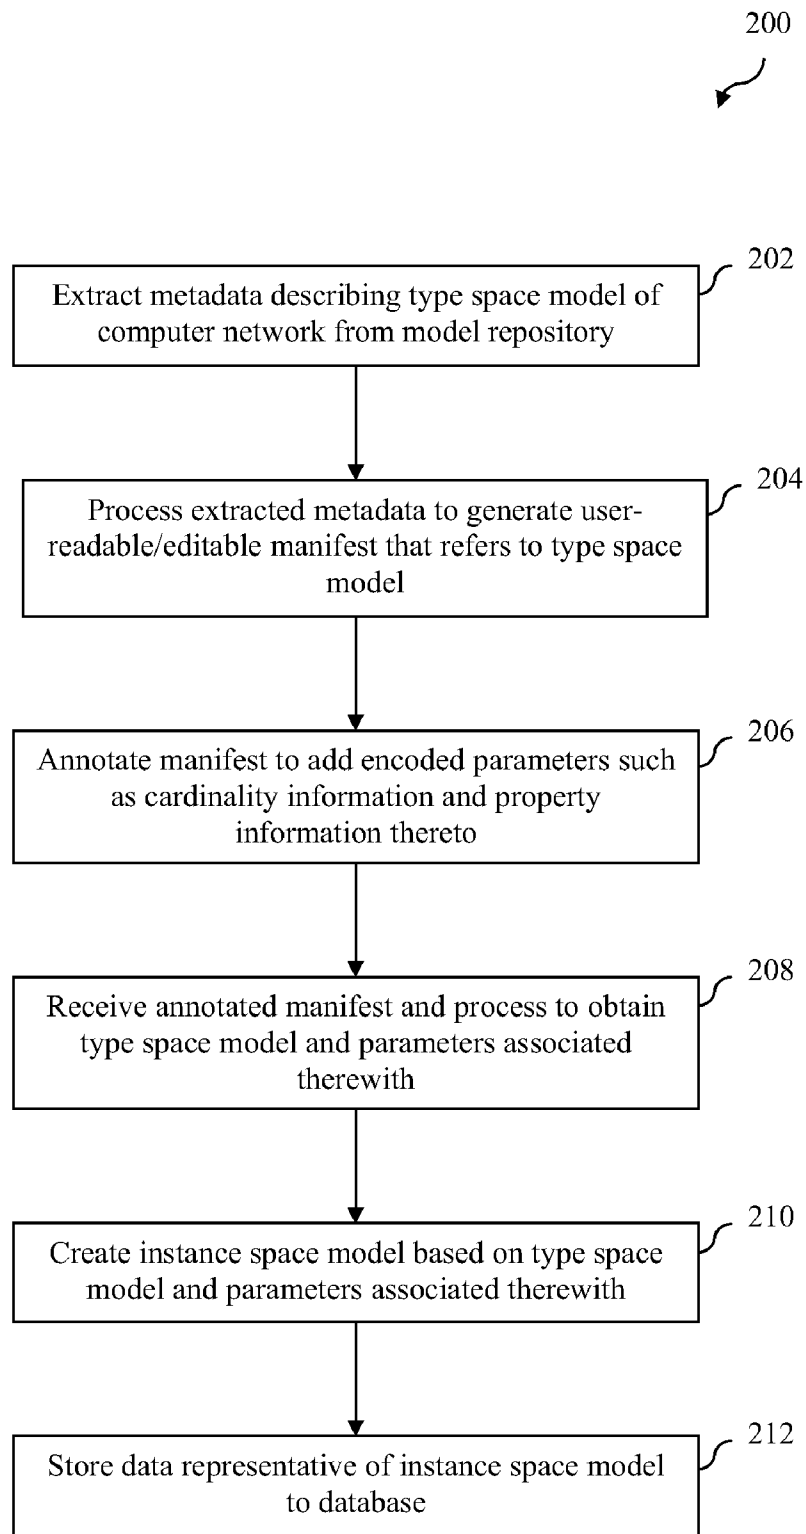 200
202
Extract metadata describing type space model of
computer network from model repository
204
Process extracted metadata to generate user-
readable/editable manifest that refers to type space
model
206
Annotate manifest to add encoded parameters such
as cardinality information and property
information thereto
208
Receive annotated manifest and process to obtain
type space model and parameters associated
therewith
210
Create instance space model based on type space
model and parameters associated therewith
212
Store data representative of instance space model
to database